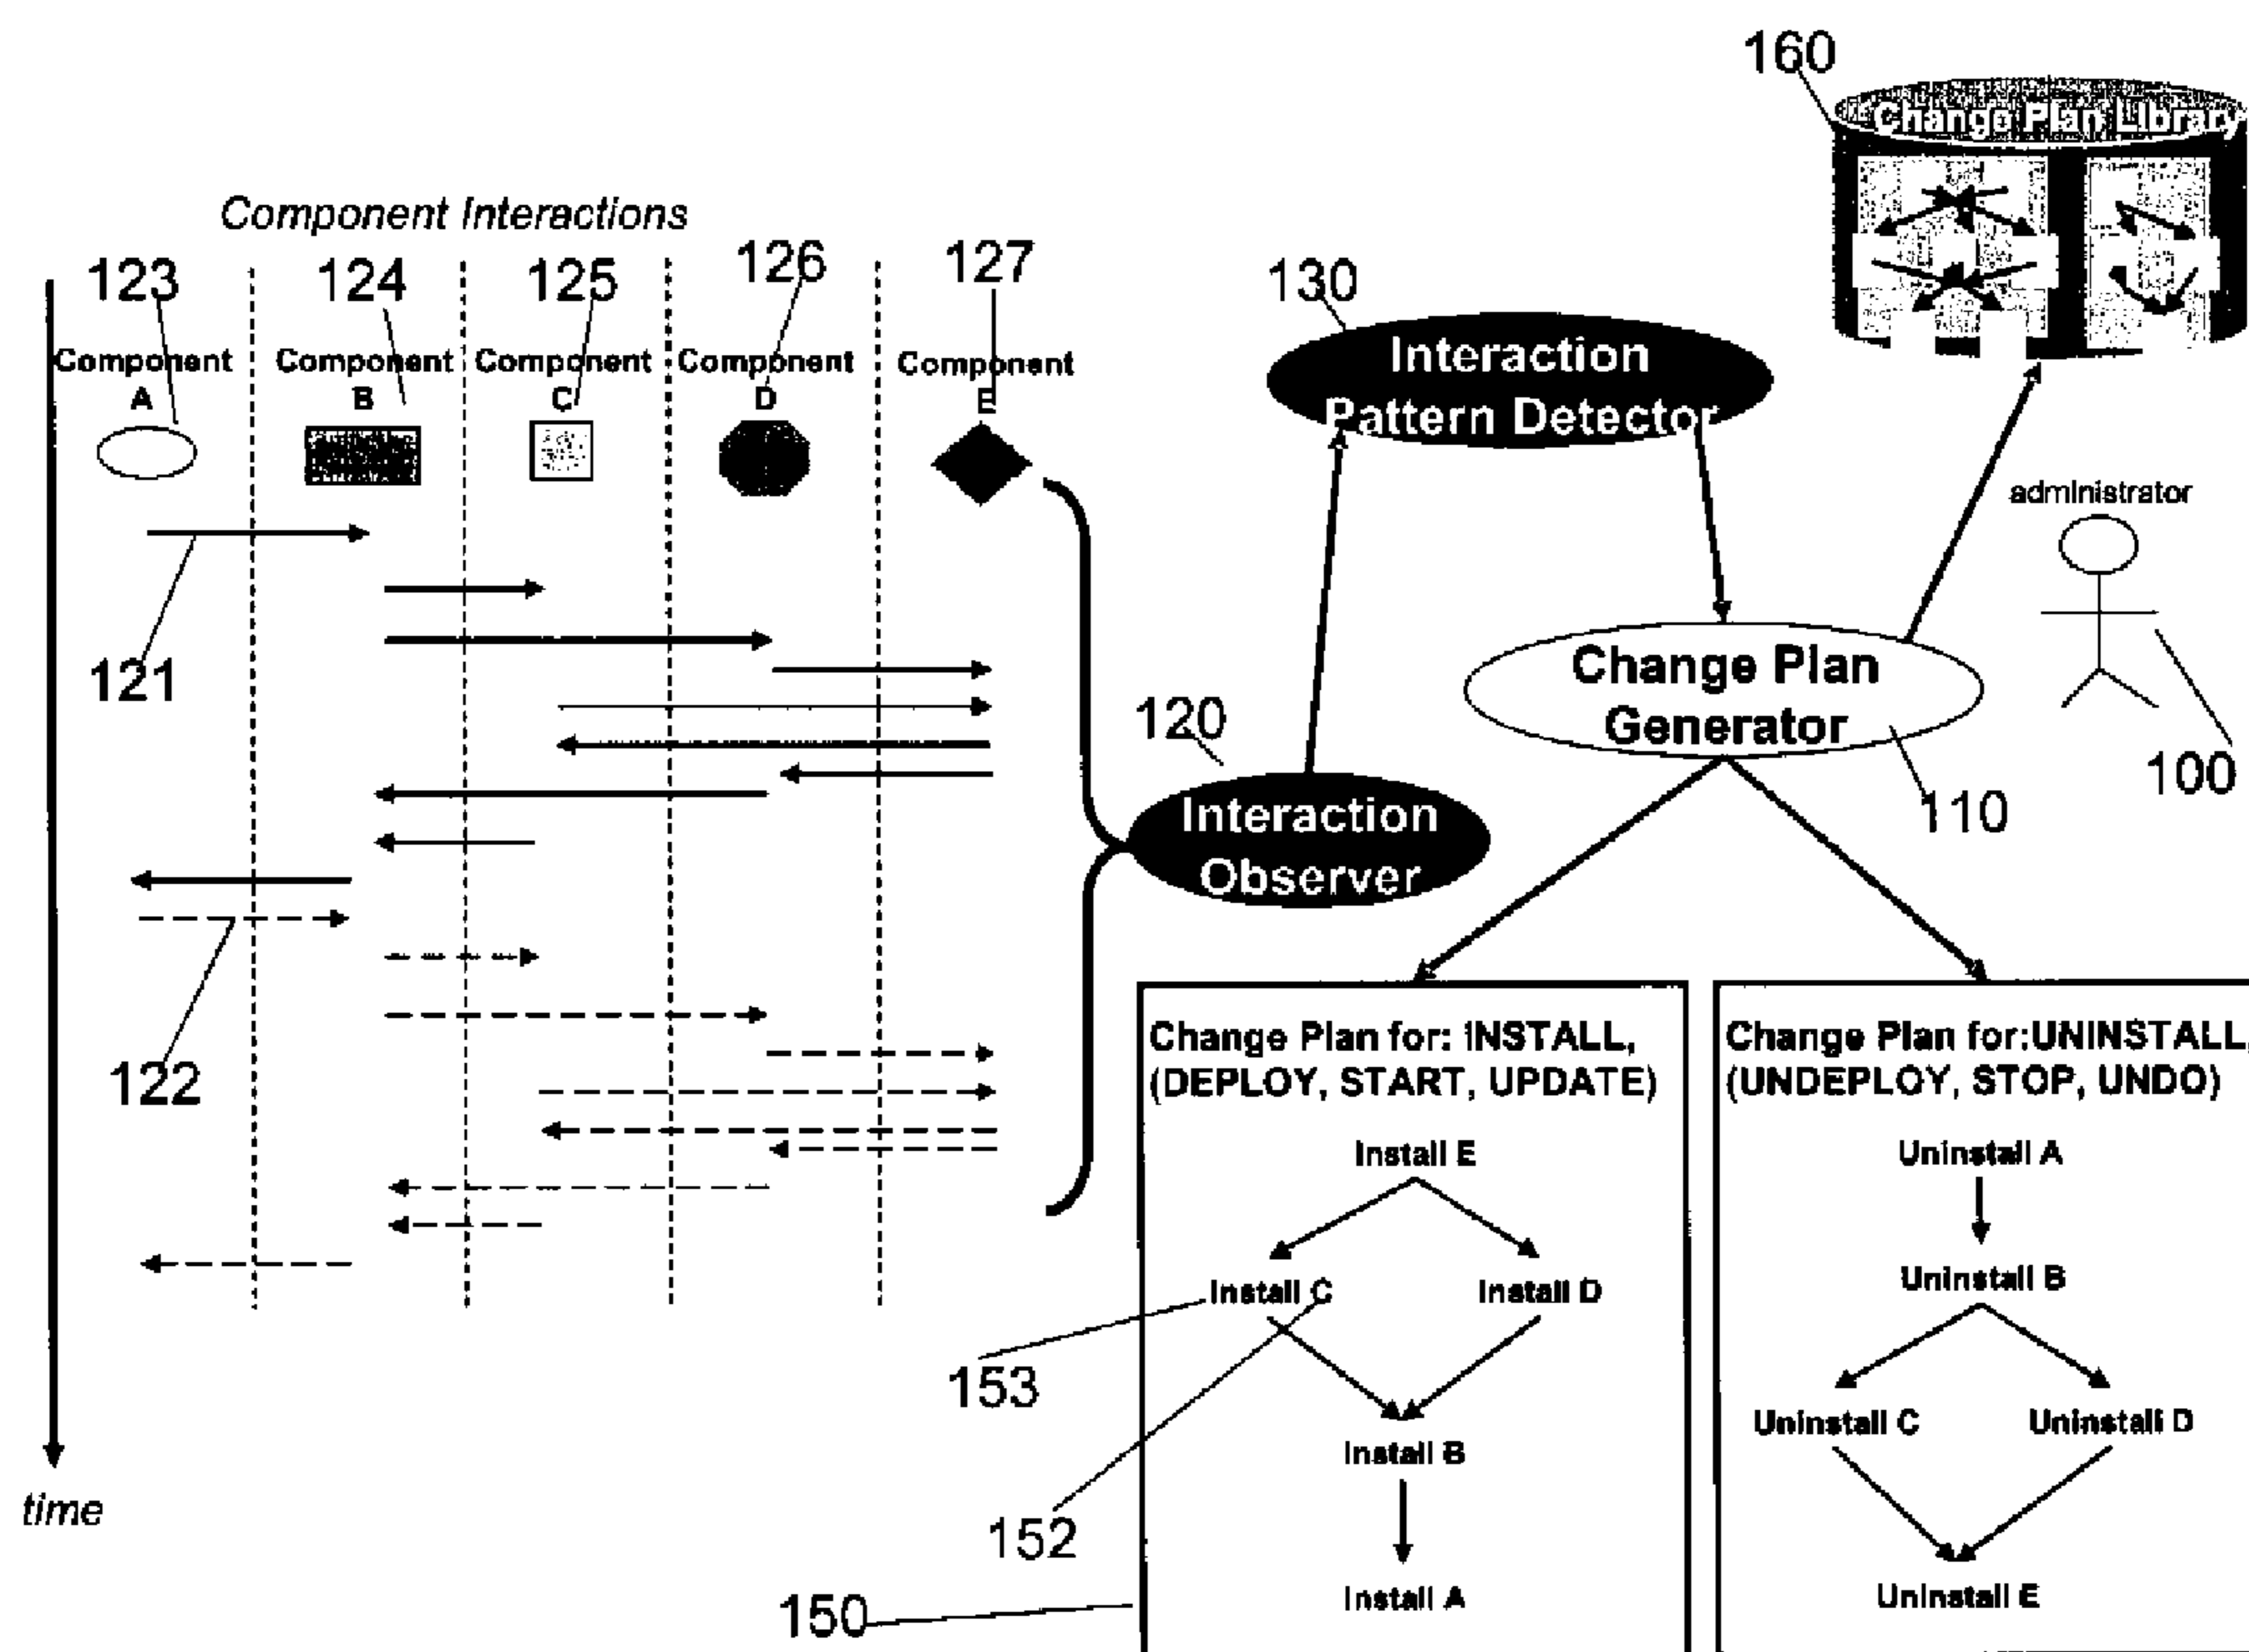 160
Change Plan Library
Component Interactions
123
124
125
126
127
130
Component
A
Component
B
Component
C
Component
D
Component
E
Interaction
Pattern Detector
administrator
121
Change Plan
Generator
120
100
110
Interaction
Observer
122
Change Plan for: INSTALL,
(DEPLOY, START, UPDATE)
Install E
Install C
Install D
153
Install B
152
Install A
150
Change Plan for:UNINSTALL,
(UNDEPLOY, STOP, UNDO)
Uninstall A
Uninstall B
Uninstall C
Uninstall D
Uninstall E
time